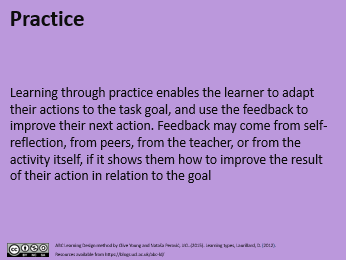 Practice
Learning through practice enables the learner to adapt
their actions to the task goal, and use the feedback to
improve their next action. Feedback may come from self-
reflection, from peers, from the teacher, or from the
activity itself, if it shows them how to improve the result
of their action in relation to the goal
ABC Learning Design method by Clive Young and Nataša Perović, UCL. (2015). Learning types, Laurillard, D. (2012).
Resources available from https://blogs.ucl.ac.uk/abc-ld/